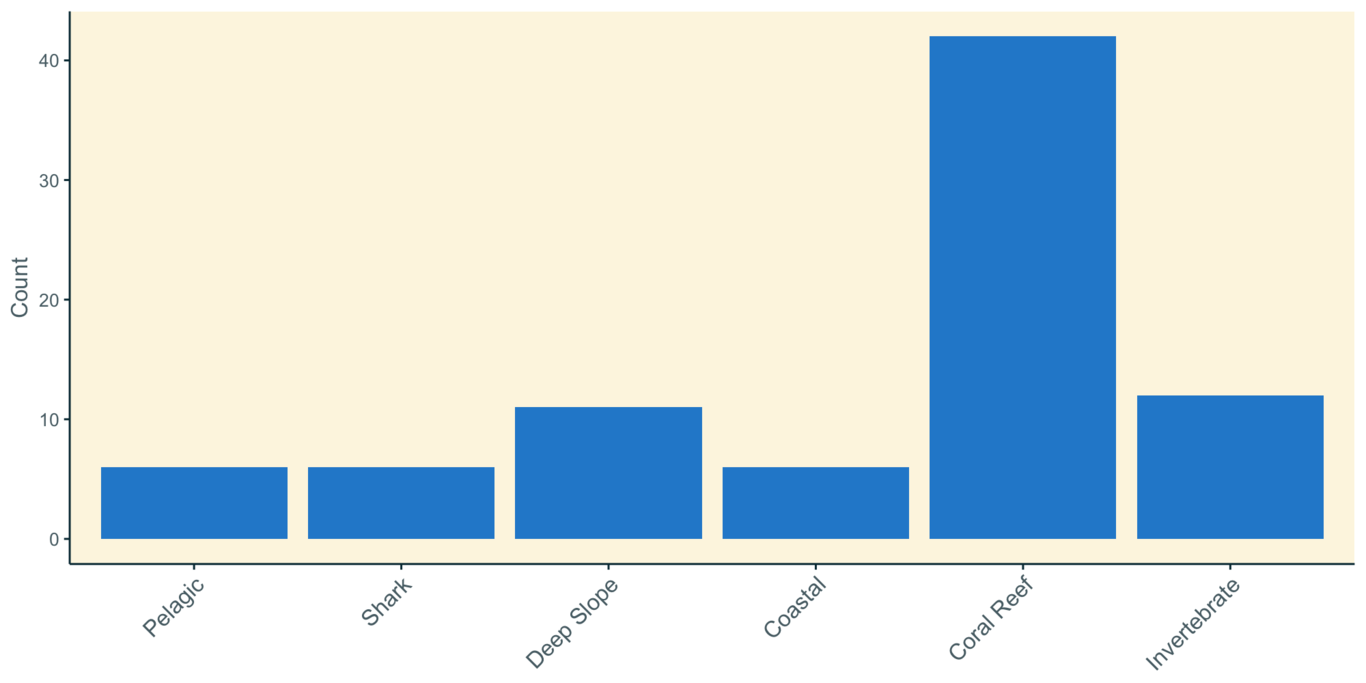 Count
40
30
20
10
0
Pelagic
Shark
Deep Slope
Coastal
Coral Reef
Invertebrate